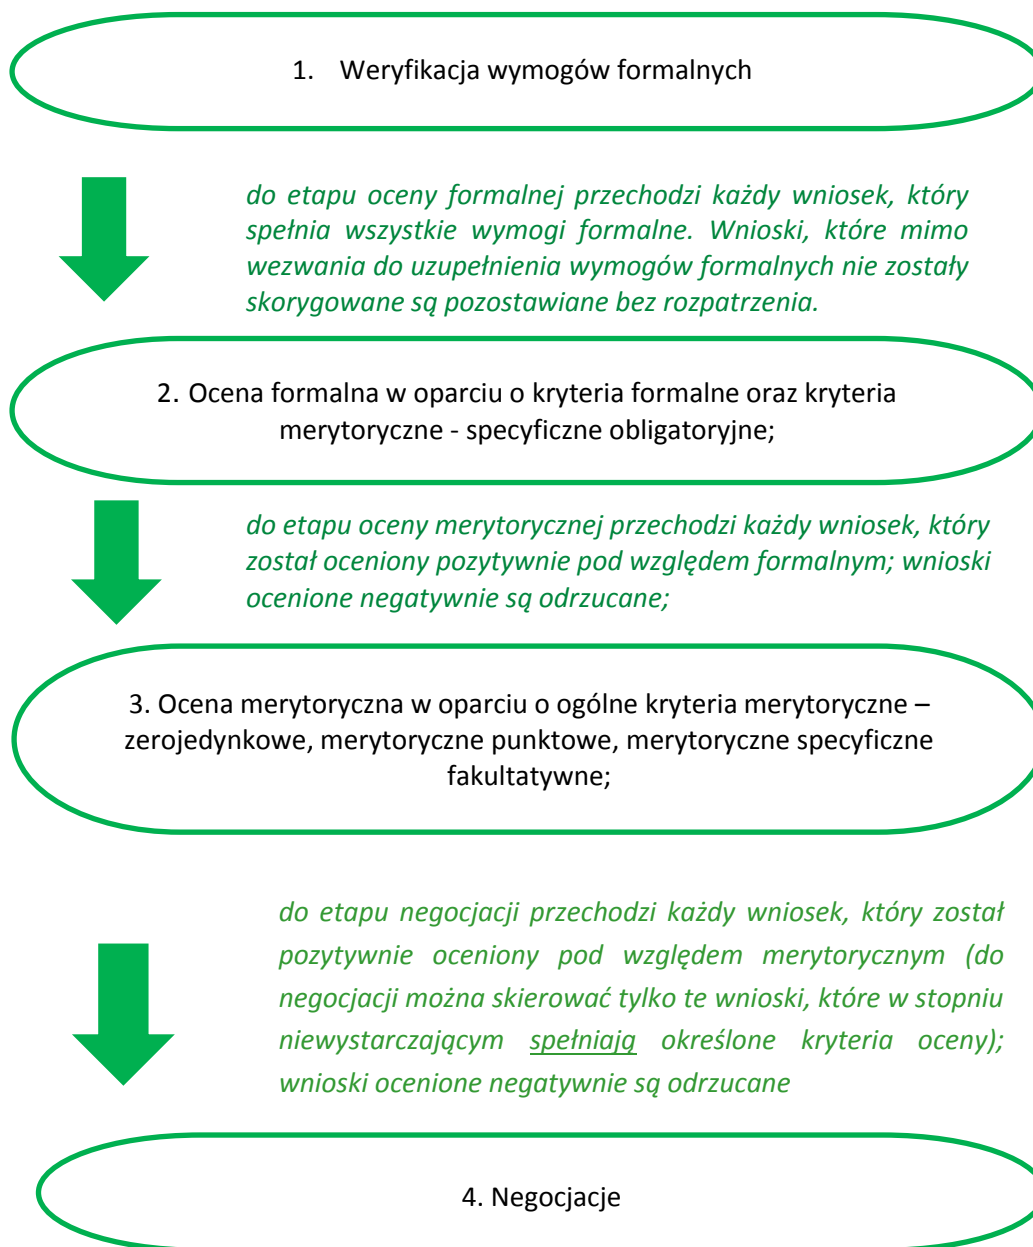 1. Weryfikacja wymogów formalnych
do etapu oceny formalnej przechodzi każdy wniosek, który
spełnia wszystkie wymogi formalne. Wnioski, które mimo
wezwania do uzupełnienia wymogów formalnych nie zostały
skorygowane są pozostawiane bez rozpatrzenia.
2. Ocena formalna w oparciu o kryteria formalne oraz kryteria
merytoryczne - specyficzne obligatoryjne;
do etapu oceny merytorycznej przechodzi każdy wniosek, który
został oceniony pozytywnie pod względem formalnym; wnioski
ocenione negatywnie są odrzucane;
3. Ocena merytoryczna w oparciu o ogólne kryteria merytoryczne –
zerojedynkowe, merytoryczne punktowe, merytoryczne specyficzne
fakultatywne;
do etapu negocjacji przechodzi każdy wniosek, który został
pozytywnie oceniony pod względem merytorycznym (do
negocjacji można skierować tylko te wnioski, które w stopniu
niewystarczającym spełniają określone kryteria oceny);
wnioski ocenione negatywnie są odrzucane
4. Negocjacje